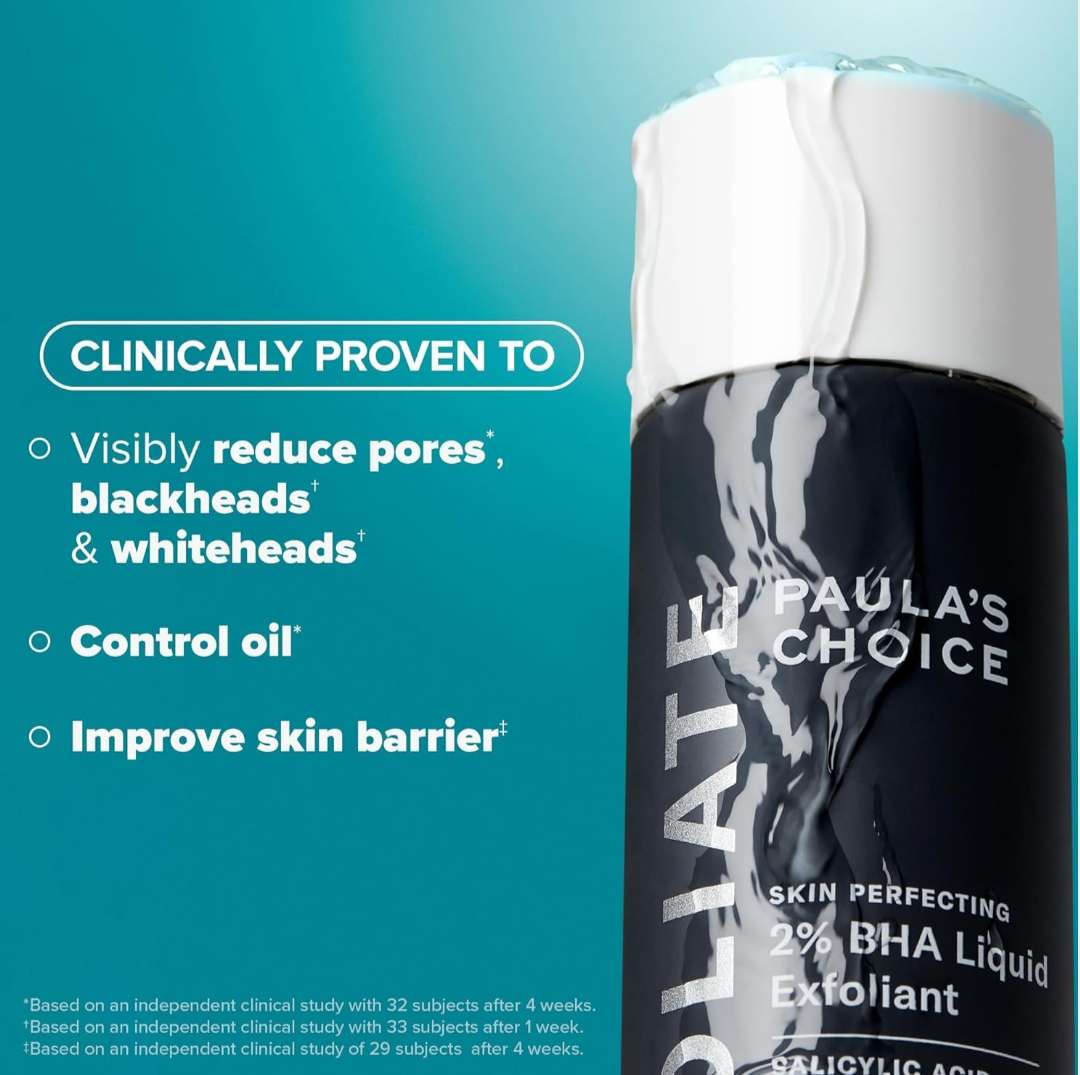 CLINICALLY PROVEN TO
Visibly reduce pores*,
blackheads†
& whiteheads†
Control oil*
Improve skin barrier‡
*Based on an independent clinical study with 32 subjects after 4 weeks.
†Based on an independent clinical study with 33 subjects after 1 week.
‡Based on an independent clinical study of 29 subjects after 4 weeks.
OLIATE
PAULA'S
CHOICE
SKIN PERFECTING
2% BHA Liquid
Exfoliant
SALICYLIC ACID